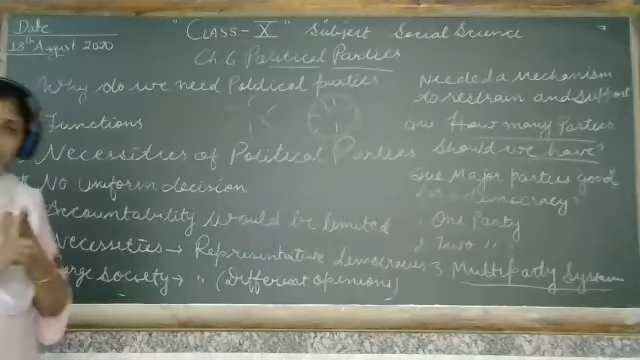 Date
13th August 2020
"CLASS-X" Subject Social Science
Ch 6 Political Parties
Why do we need Political parties
Functions
Necessities of Political Parties
No Uniform decision
Accountability Would be limited
Necessities → Representative democracies
Large Society → " (Different opinions)
Needed a Mechanism
to restrain and support
Que How many Parties
Should we have?
Que Major parties good
for democracy?
1 One Party
2 Two " "
3 Multiparty System